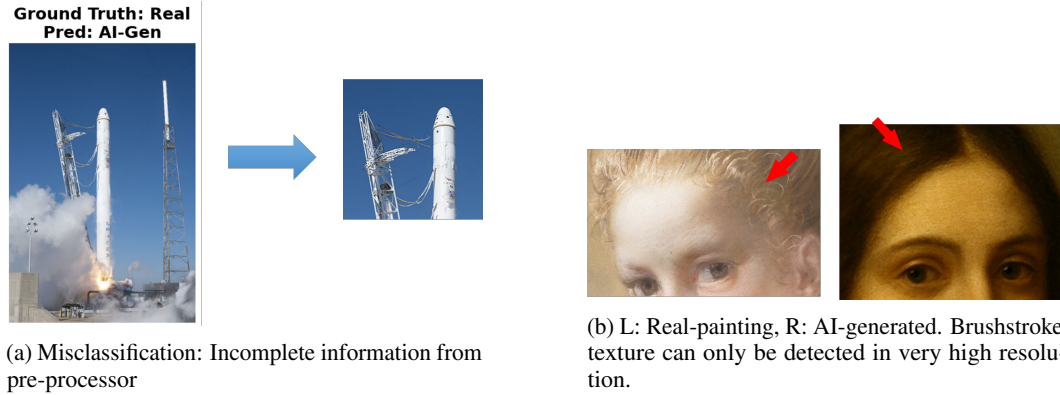 Ground Truth: Real
Pred: AI-Gen
(a) Misclassification: Incomplete information from
pre-processor
(b) L: Real-painting, R: AI-generated. Brushstroke
texture can only be detected in very high resolu-
tion.